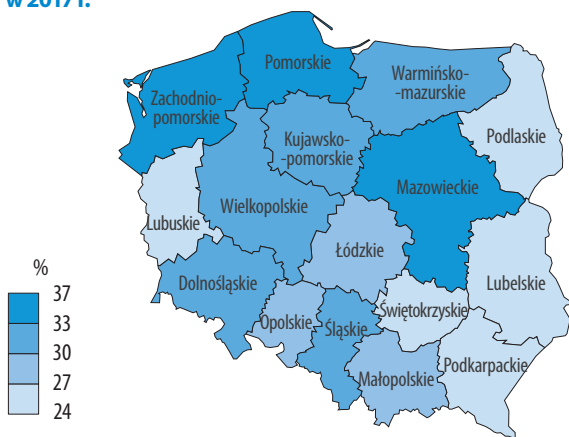 w 2017 r.
Pomorskie
Warmińsko-
-mazurskie
Zachodnio-
pomorskie
Kujawsko-
-pomorskie
Podlaskie
Mazowieckie
Wielkopolskie
Lubuskie
Łódzkie
Dolnośląskie
Lubelskie
Opolskie
Śląskie
Świętokrzyskie
Małopolskie
Podkarpackie
%
37
33
30
27
24